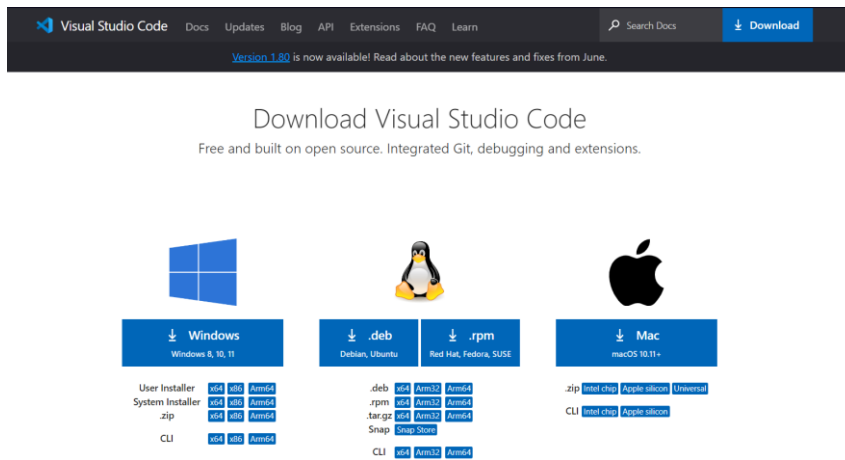 Visual Studio Code Docs Updates Blog API Extensions FAQ Learn Search Docs Download
Version 1.80 is now available! Read about the new features and fixes from June.
Download Visual Studio Code
Free and built on open source. Integrated Git, debugging and extensions.
Windows
Windows 8, 10, 11
User Installer x64 x86 Arm64
System Installer x64 x86 Arm64
.zip x64 x86 Arm64
CLI x64 x86 Arm64
.deb
Debian, Ubuntu
.rpm
Red Hat, Fedora, SUSE
.deb x64 Arm32 Arm64
.rpm x64 Arm32 Arm64
.tar.gz x64 Arm32 Arm64
Snap Snap Store
CLI x64 Arm32 Arm64
Mac
macOS 10.11+
.zip Intel chip Apple silicon Universal
CLI Intel chip Apple silicon